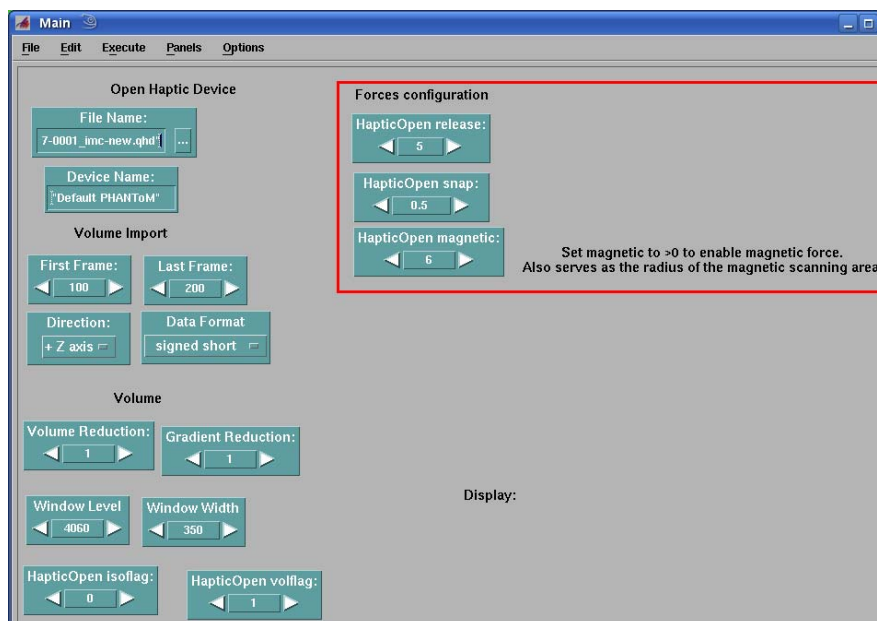 Main
File Edit Execute Panels Options
Open Haptic Device
File Name:
7-0001_imc-new.qhd" ...
Device Name:
"Default PHANToM"
Volume Import
First Frame: Last Frame:
100 200
Direction: Data Format
+ Z axis signed short
Volume
Volume Reduction: Gradient Reduction:
1 1
Window Level Window Width
4060 350
HapticOpen isoflag: HapticOpen volflag:
0 1
Forces configuration
HapticOpen release:
5
HapticOpen snap:
0.5
HapticOpen magnetic:
6
Set magnetic to >0 to enable magnetic force.
Also serves as the radius of the magnetic scanning area
Display: